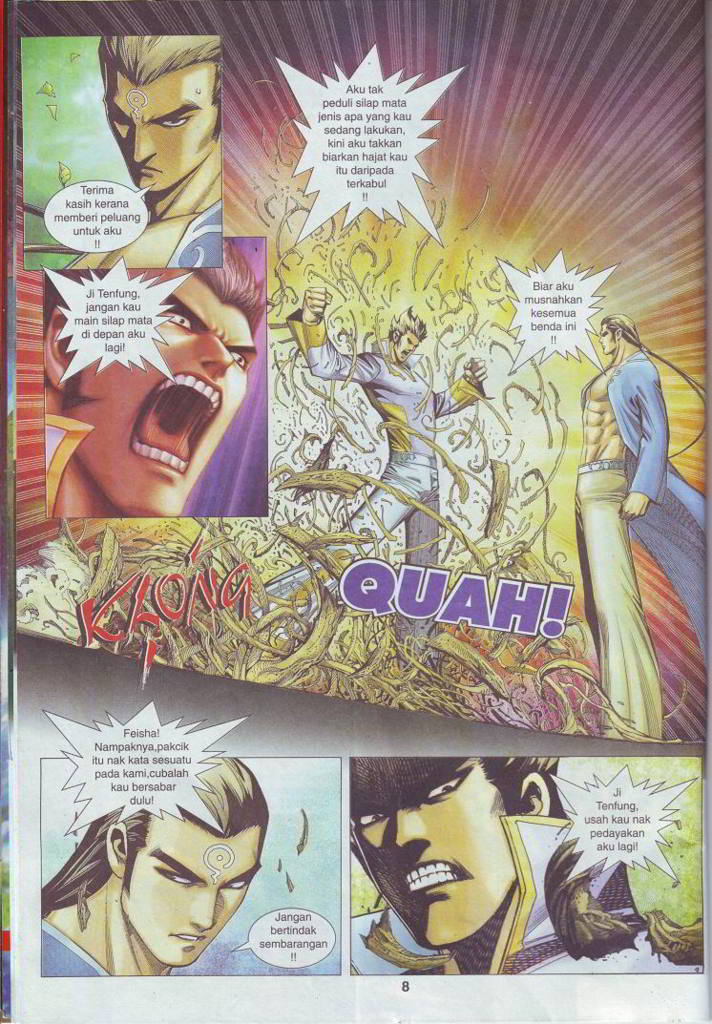 Terima
kasih kerana
memberi peluang
untuk aku
!!
Aku tak
peduli silap mata
jenis apa yang kau
sedang lakukan,
kini aku takkan
biarkan hajat kau
itu daripada
terkabul
!!
Ji Tenfung,
jangan kau
main silap mata
di depan aku
lagi!
Biar aku
musnahkan
kesemua
benda ini
!!
KLONG
!
QUAH!
Feisha!
Nampaknya,pakcik
itu nak kata sesuatu
pada kami,cubalah
kau bersabar
dulu!
Jangan
bertindak
sembarangan
!!
Ji
Tenfung,
usah kau nak
pedayakan
aku lagi!
8